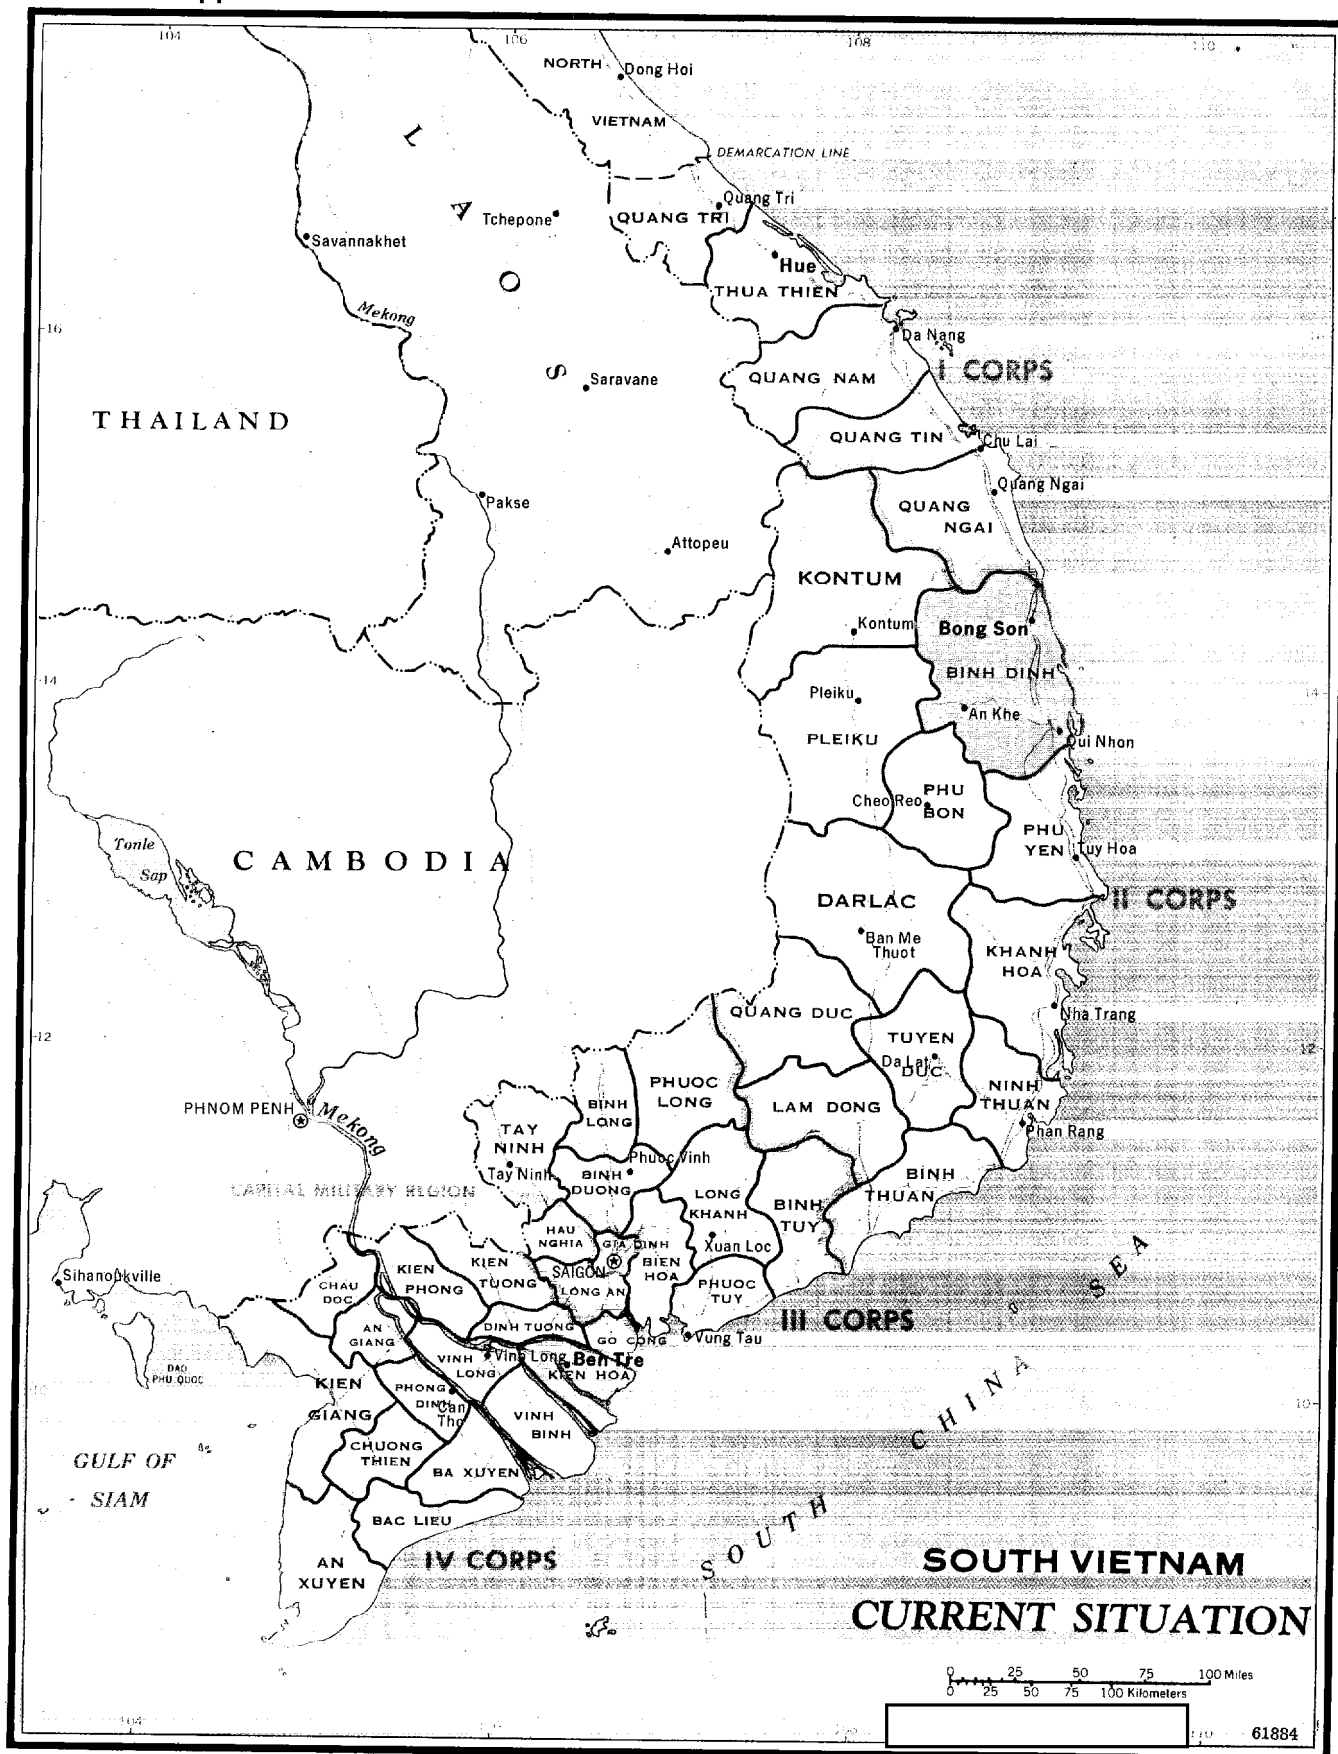 104
106
108
110
NORTH
Dong Hoi
VIETNAM
DEMARCATION LINE
L A O S
Tchepone
Quang Tri
QUANG TRI
Savannakhet
Hue
THUA THIEN
Mekong
16
Da Nang
I CORPS
Saravane
QUANG NAM
THAILAND
QUANG TIN
Chu Lai
Pakse
Quang Ngai
QUANG
NGAI
Attopeu
KONTUM
Kontum
Bong Son
BINH DINH
14
14
Pleiku
An Khe
PLEIKU
Qui Nhon
Cheo Reo
PHU
BON
PHU
YEN
Tuy Hoa
Tonle
Sap
CAMBODIA
DARLAC
II CORPS
Ban Me
Thuot
KHANH
HOA
QUANG DUC
Nha Trang
12
12
TUYEN
DUC
Da Lat
PHUOC
LONG
BINH
LONG
LAM DONG
NINH
THUAN
PHNOM PENH
Mekong
TAY
NINH
Phan Rang
Tay Ninh
Phuoc Vinh
BINH
DUONG
BINH
THUAN
CAPITAL MILITARY REGION
LONG
KHANH
BINH
TUY
HAU
NGHIA
GIA DINH
Xuan Loc
KIEN
PHONG
KIEN
TUONG
SAIGON
BIEN
HOA
Sihanoukville
CHAU
DOC
LONG AN
PHUOC
TUY
III CORPS
AN
GIANG
DINH TUONG
GO CONG
Vung Tau
VINH
LONG
Vinh Long
Ben Tre
KIEN HOA
DAO
PHU QUOC
KIEN
GIANG
PHONG
DINH
Can
Tho
VINH
BINH
10
10
CHUONG
THIEN
BA XUYEN
GULF OF
SIAM
BAC LIEU
SOUTH CHINA SEA
IV CORPS
AN
XUYEN
SOUTH VIETNAM
CURRENT SITUATION
0 25 50 75 100 Miles
0 25 50 75 100 Kilometers
104
110
61884